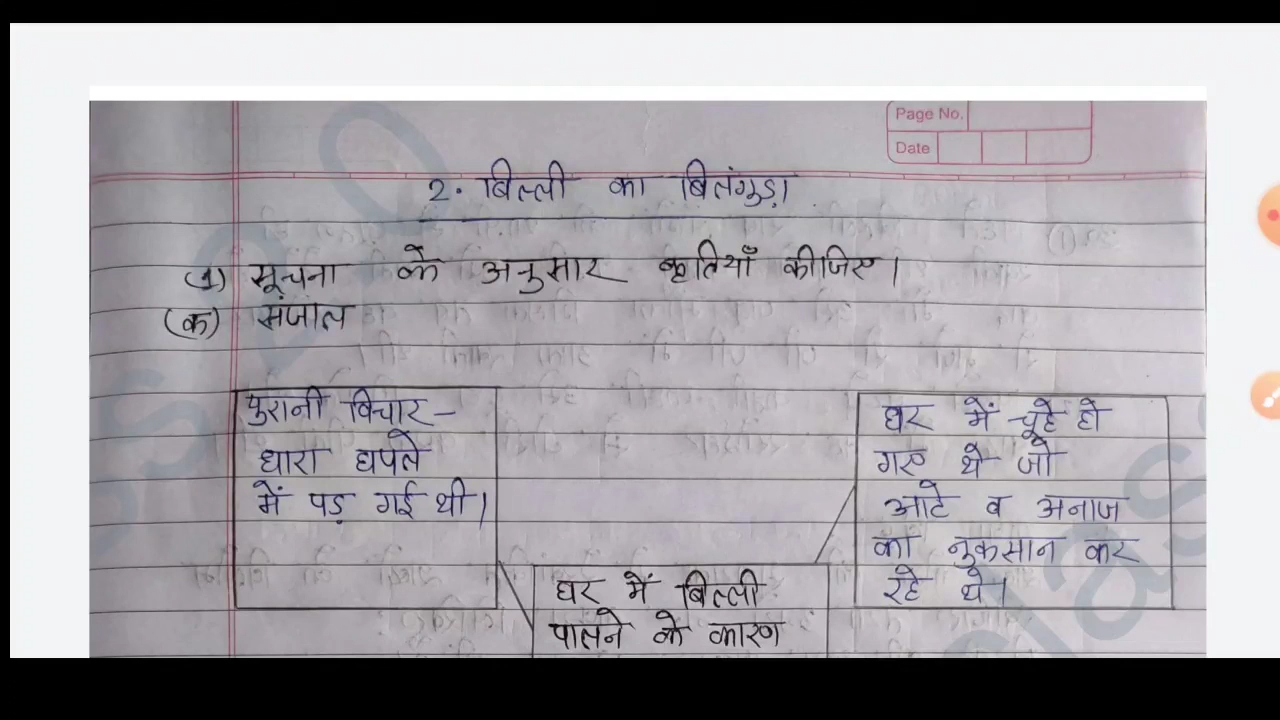 Page No.
Date
2. बिल्ली का बिलंगुड़ा
(1) सूचना के अनुसार कृतियाँ कीजिए।
(क) संजाल
पुरानी विचार-
धारा घपले
में पड़ गई थी।
घर में चूहे हो
गए थे जो
आटे व अनाज
का नुकसान कर
रहे थे।
घर में बिल्ली
पालने के कारण